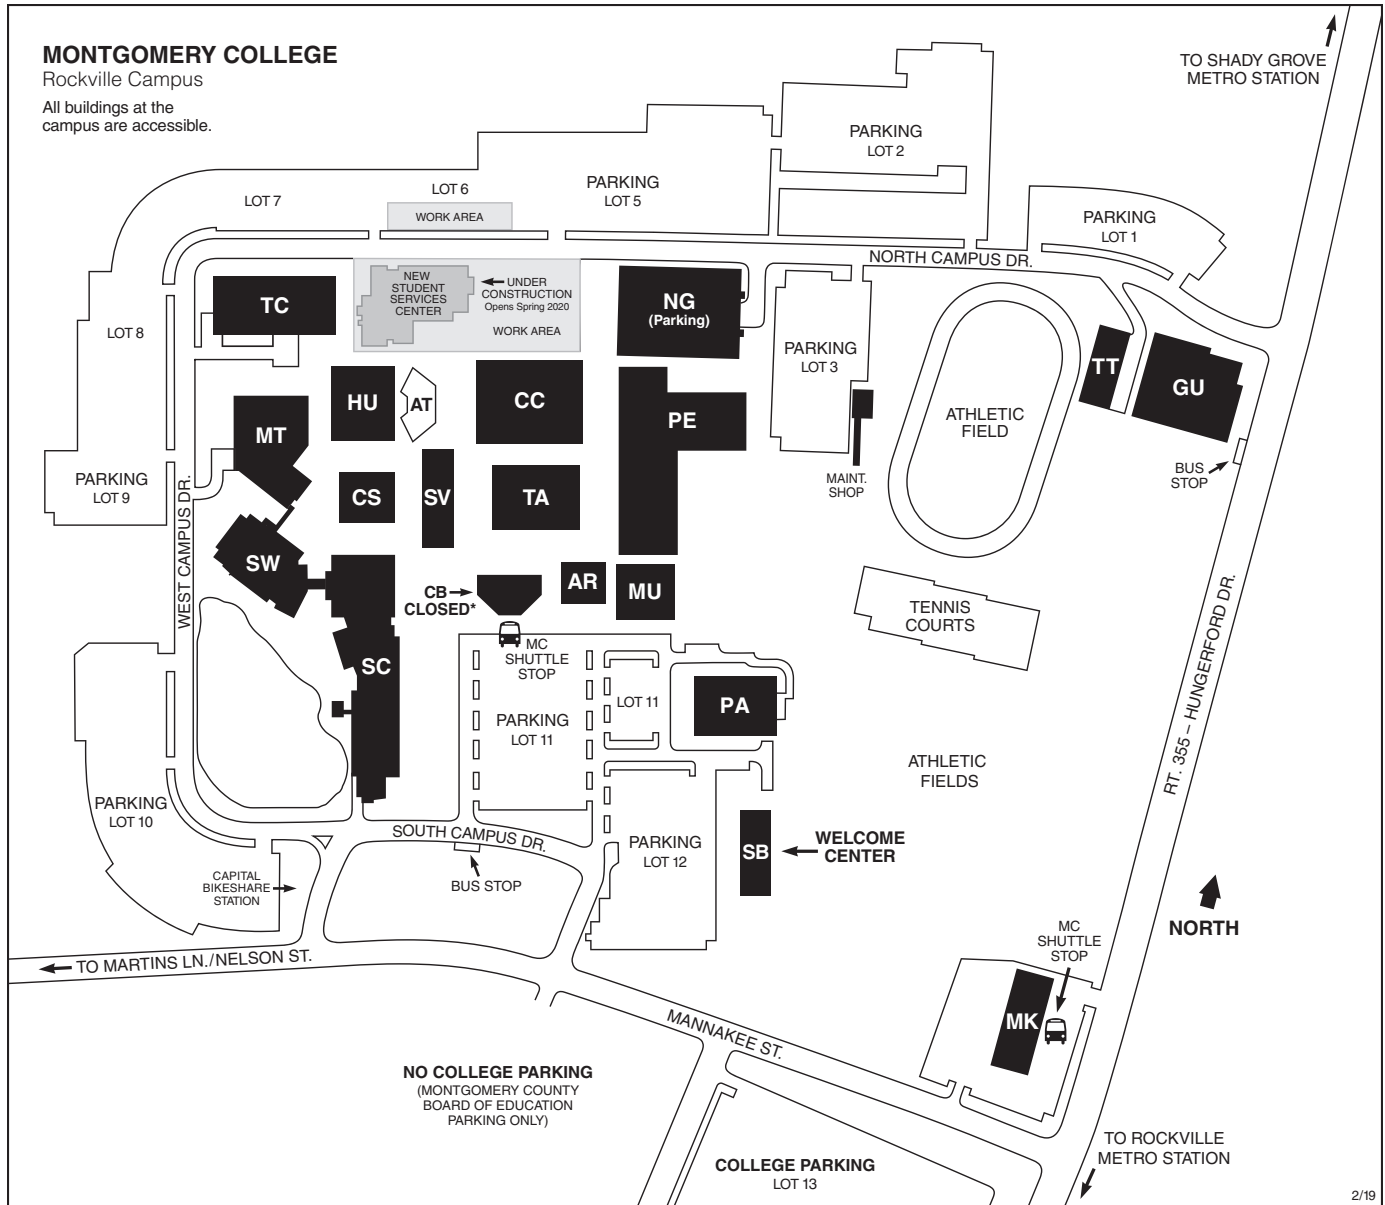 MONTGOMERY COLLEGE
Rockville Campus
All buildings at the
campus are accessible.
TO SHADY GROVE
METRO STATION
PARKING
LOT 2
LOT 6
PARKING
LOT 5
LOT 7
WORK AREA
PARKING
LOT 1
NORTH CAMPUS DR.
TC
NEW
STUDENT
SERVICES
CENTER
UNDER
CONSTRUCTION
Opens Spring 2020
WORK AREA
NG
(Parking)
LOT 8
PARKING
LOT 3
TT
GU
HU
AT
CC
PE
ATHLETIC
FIELD
MT
PARKING
LOT 9
CS
SV
TA
MAINT.
SHOP
BUS
STOP
WEST CAMPUS DR.
SW
CB
CLOSED*
AR
MU
TENNIS
COURTS
RT. 355 – HUNGERFORD DR.
MC
SHUTTLE
STOP
SC
LOT 11
PA
PARKING
LOT 11
ATHLETIC
FIELDS
PARKING
LOT 10
SOUTH CAMPUS DR.
PARKING
LOT 12
SB
WELCOME
CENTER
CAPITAL
BIKESHARE
STATION
BUS STOP
NORTH
MC
SHUTTLE
STOP
TO MARTINS LN./NELSON ST.
MK
MANNAKEE ST.
NO COLLEGE PARKING
(MONTGOMERY COUNTY
BOARD OF EDUCATION
PARKING ONLY)
COLLEGE PARKING
LOT 13
TO ROCKVILLE
METRO STATION
2/19